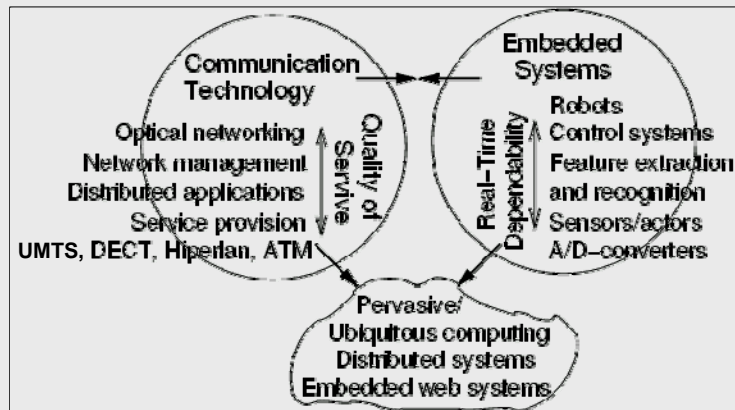 Communication
Technology
Optical networking
Network management
Distributed applications
Service provision
UMTS, DECT, Hiperlan, ATM
Quality of
Servive
Embedded
Systems
Robots
Control systems
Feature extraction
and recognition
Sensors/actors
A/D-converters
Real-Time
Dependability
Pervasive/
Ubiquitous computing
Distributed systems
Embedded web systems